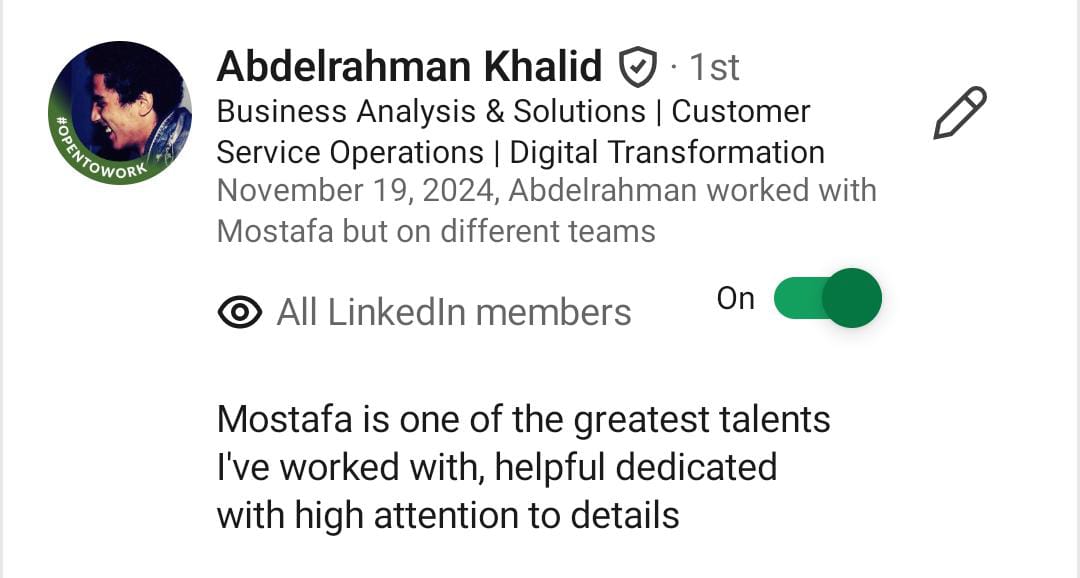 #OPENTOWORK
Abdelrahman Khalid · 1st
Business Analysis & Solutions | Customer
Service Operations | Digital Transformation
November 19, 2024, Abdelrahman worked with
Mostafa but on different teams
All LinkedIn members
On
Mostafa is one of the greatest talents
I've worked with, helpful dedicated
with high attention to details